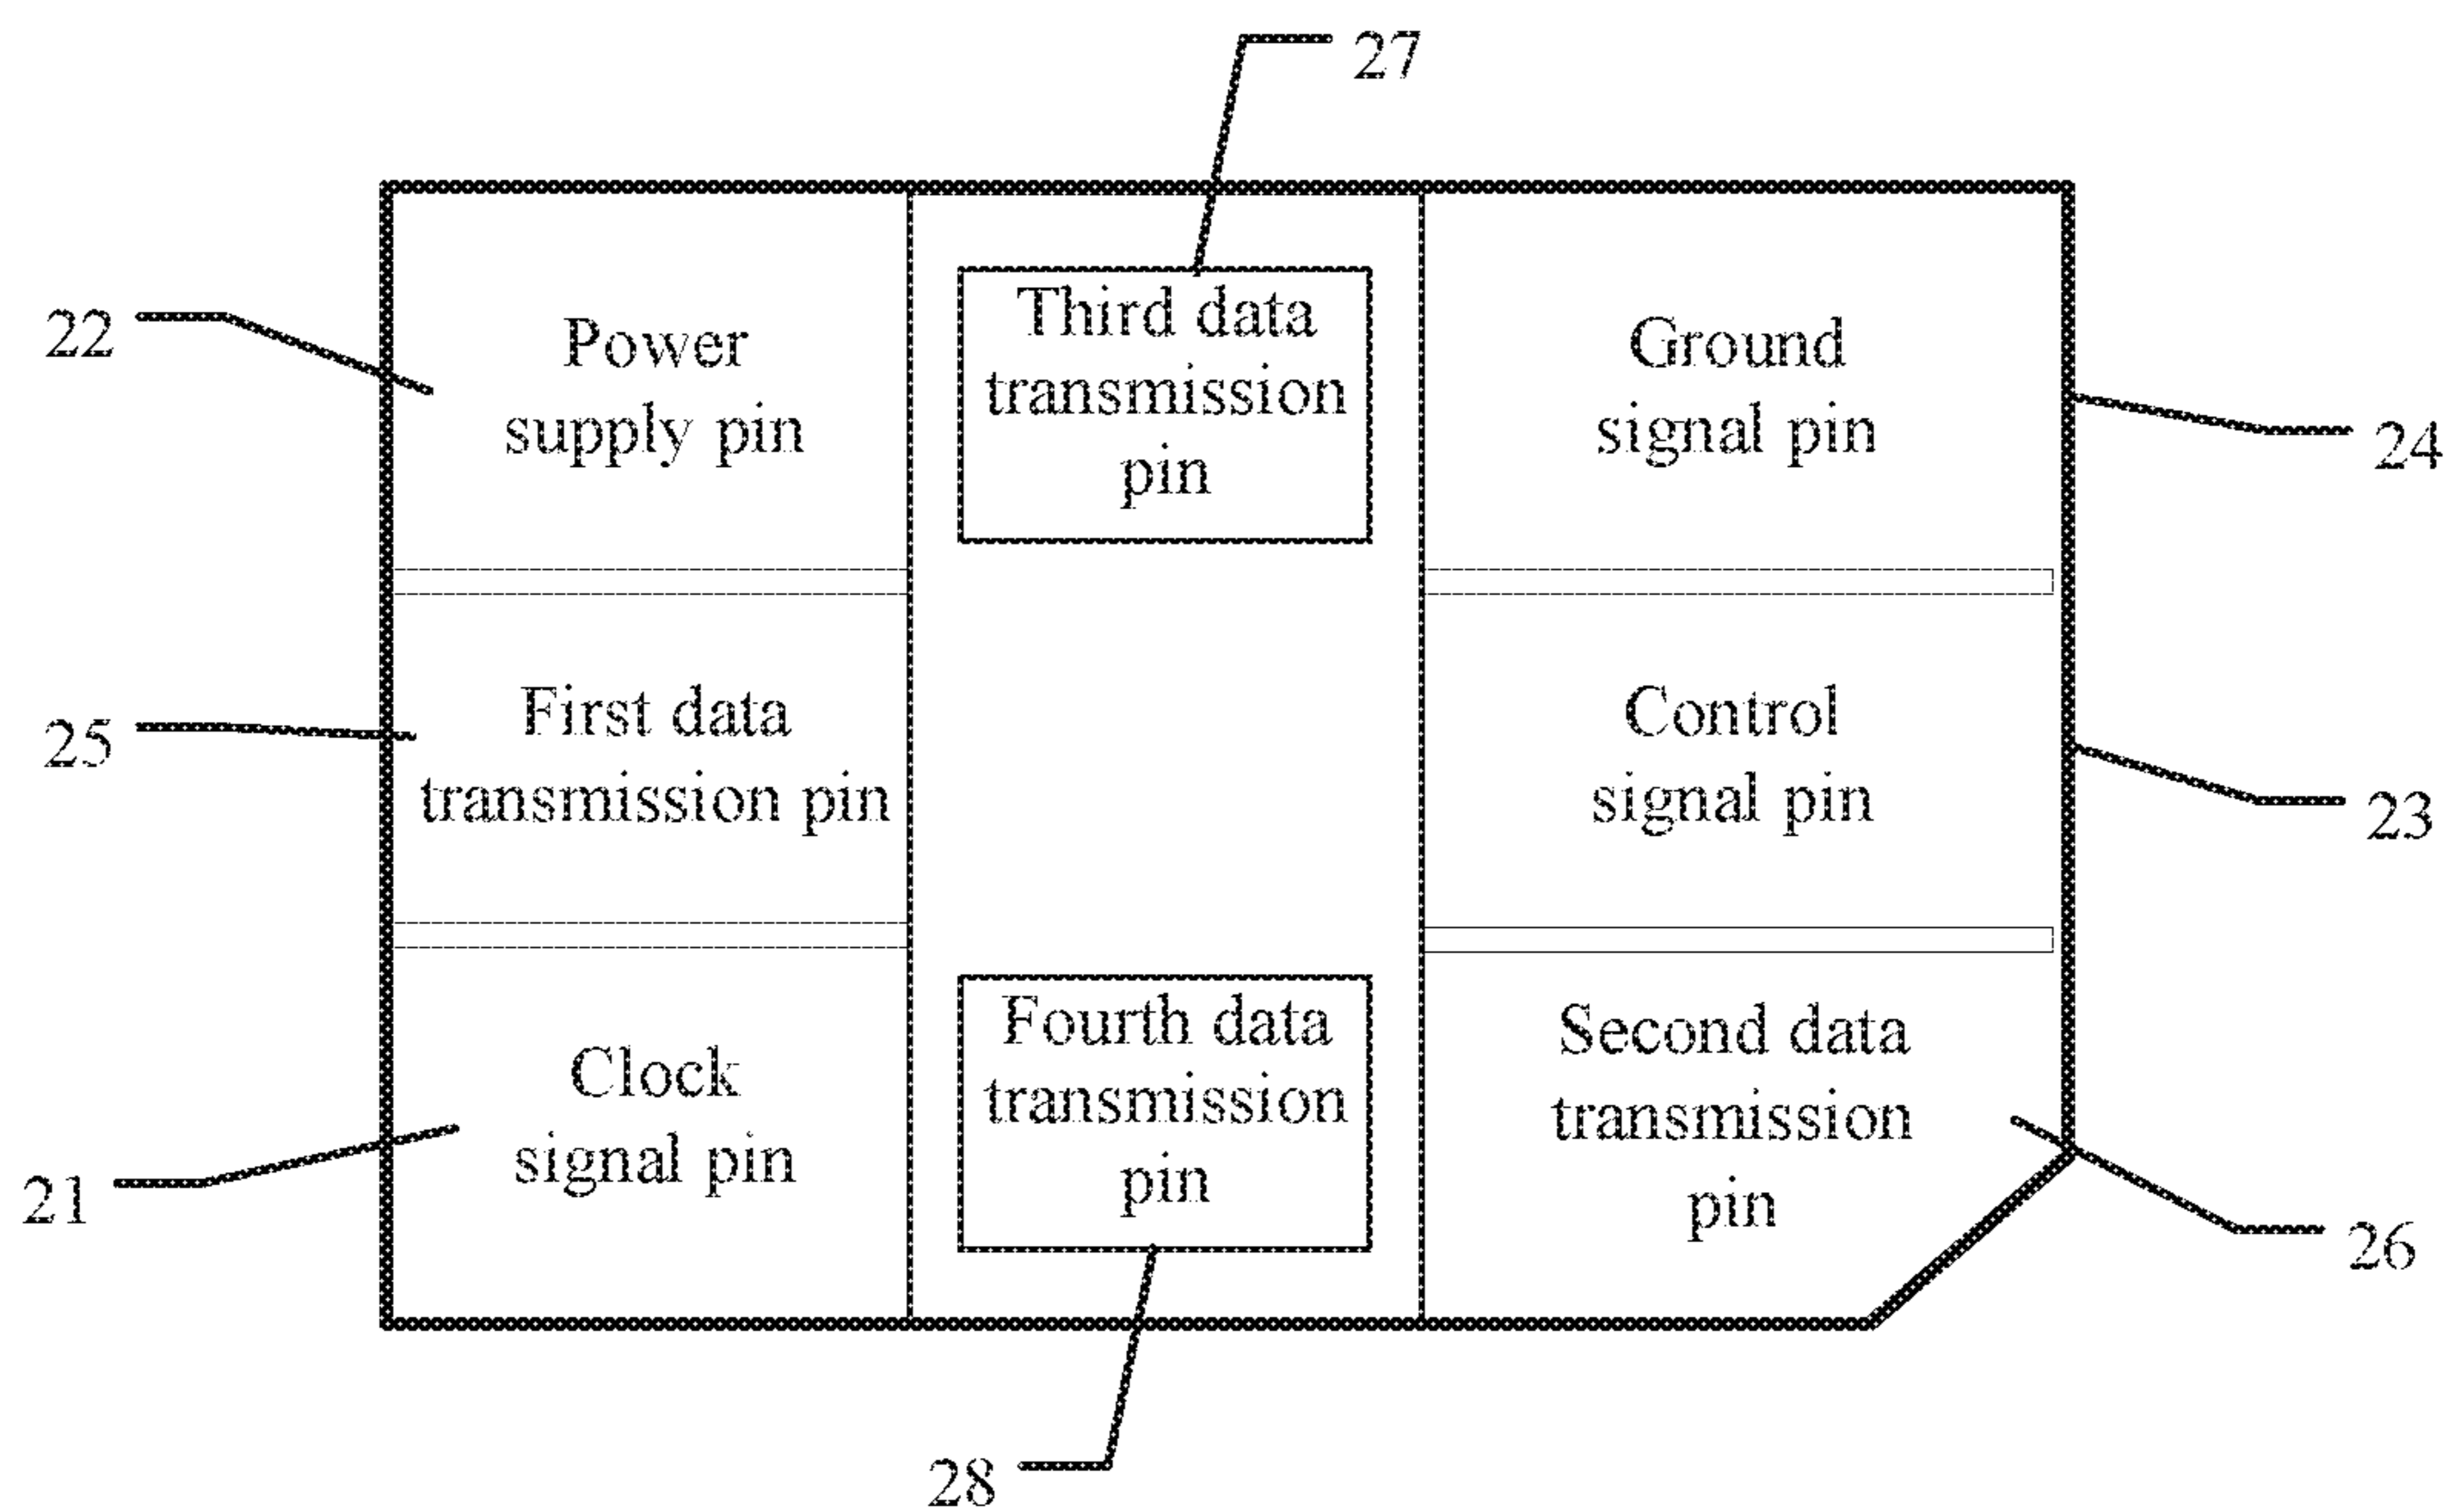 27
22
Power
supply pin
Third data
transmission
pin
Ground
signal pin
24
25
First data
transmission pin
Control
signal pin
23
21
Clock
signal pin
Fourth data
transmission
pin
Second data
transmission
pin
26
28